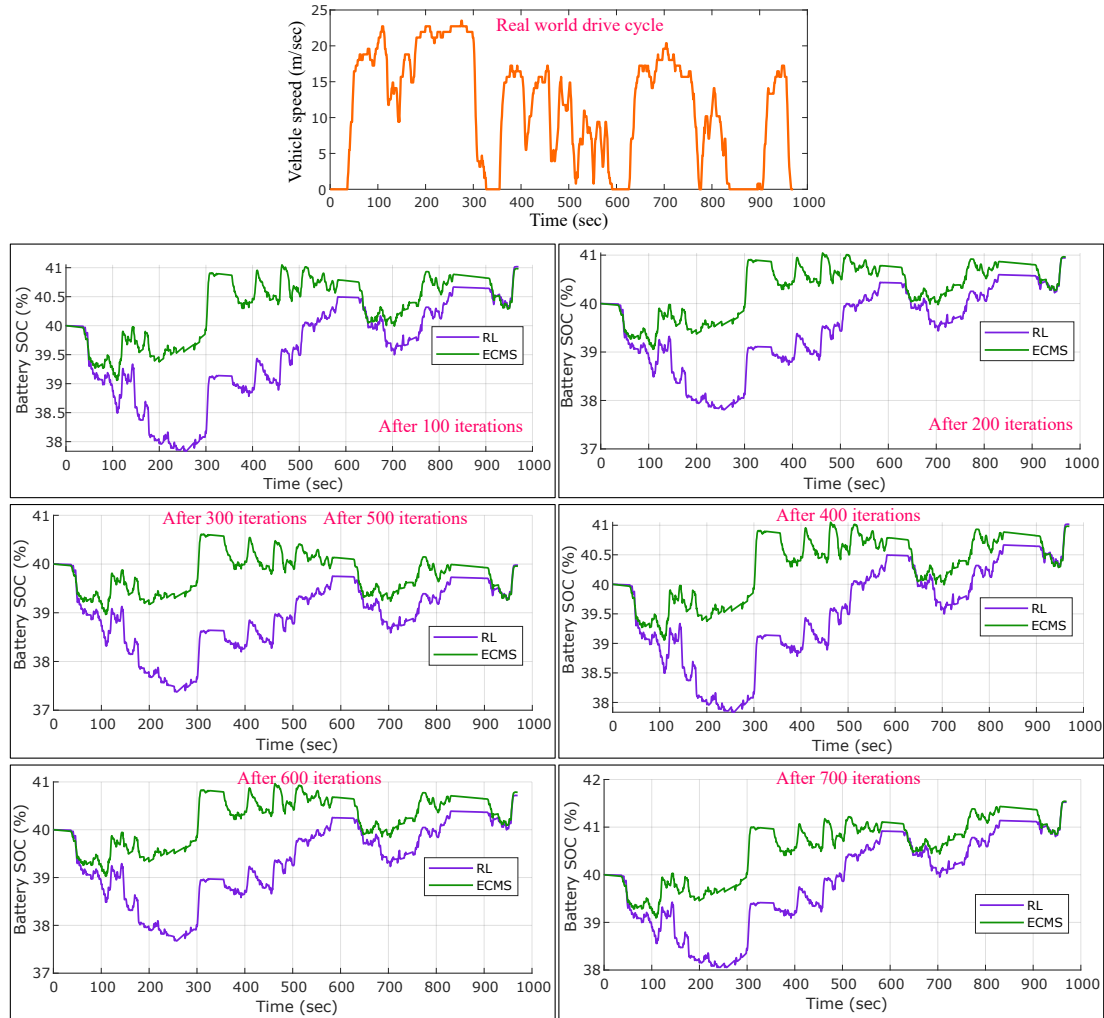 Real world drive cycle
Vehicle speed (m/sec)
25
20
15
10
5
0
0 100 200 300 400 500 600 700 800 900 1000
Time (sec)
Battery SOC (%)
41
40.5
40
39.5
39
38.5
38
RL
ECMS
After 100 iterations
0 100 200 300 400 500 600 700 800 900 1000
Time (sec)
Battery SOC (%)
41
40
39
38
37
RL
ECMS
After 200 iterations
0 100 200 300 400 500 600 700 800 900 1000
Time (sec)
After 300 iterations After 500 iterations
Battery SOC (%)
41
40
39
38
37
RL
ECMS
0 100 200 300 400 500 600 700 800 900 1000
Time (sec)
After 400 iterations
Battery SOC (%)
41
40.5
40
39.5
39
38.5
38
RL
ECMS
0 100 200 300 400 500 600 700 800 900 1000
Time (sec)
After 600 iterations
Battery SOC (%)
41
40
39
38
37
RL
ECMS
0 100 200 300 400 500 600 700 800 900 1000
Time (sec)
After 700 iterations
Battery SOC (%)
42
41
40
39
38
RL
ECMS
0 100 200 300 400 500 600 700 800 900 1000
Time (sec)